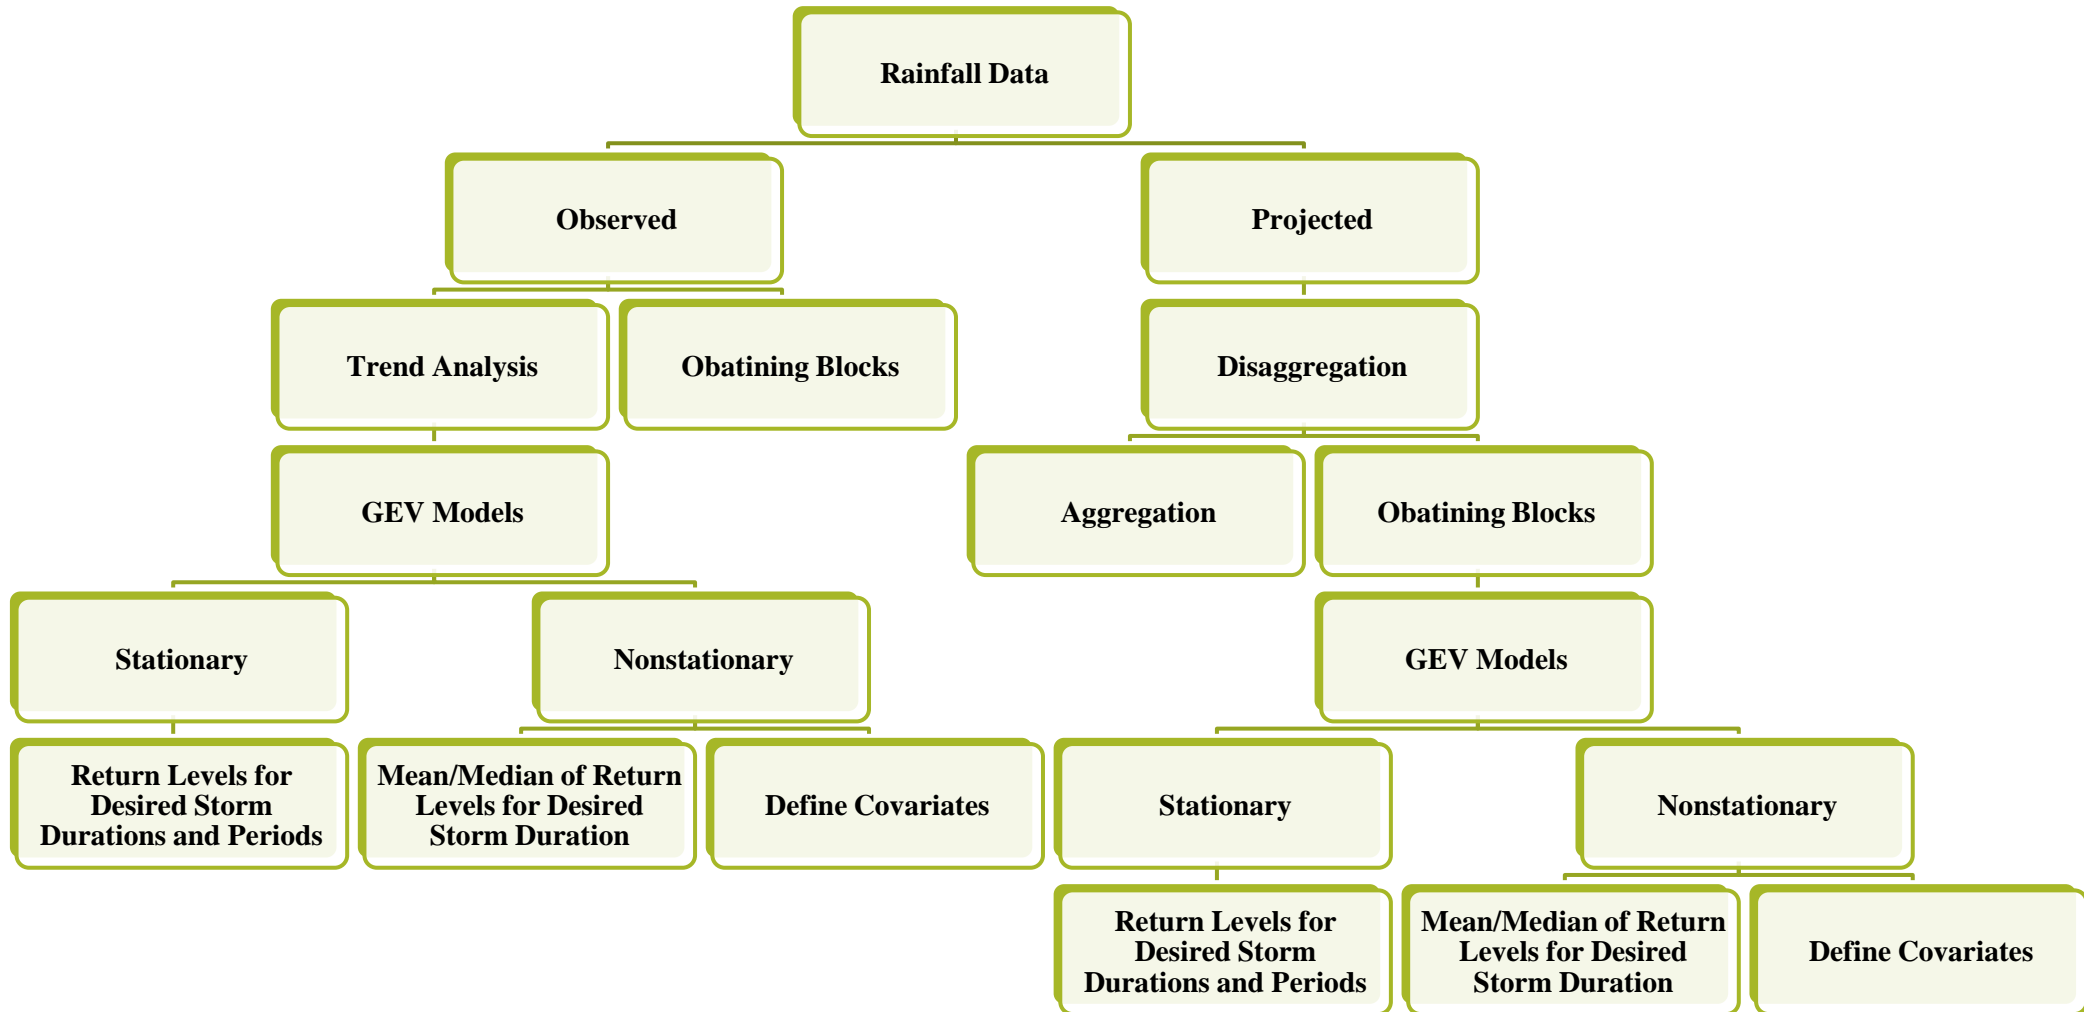 Rainfall Data
Observed
Projected
Trend Analysis
Obatining Blocks
Disaggregation
GEV Models
Aggregation
Obatining Blocks
Stationary
Nonstationary
GEV Models
Return Levels for
Desired Storm
Durations and Periods
Mean/Median of Return
Levels for Desired
Storm Duration
Define Covariates
Stationary
Nonstationary
Return Levels for
Desired Storm
Durations and Periods
Mean/Median of Return
Levels for Desired
Storm Duration
Define Covariates